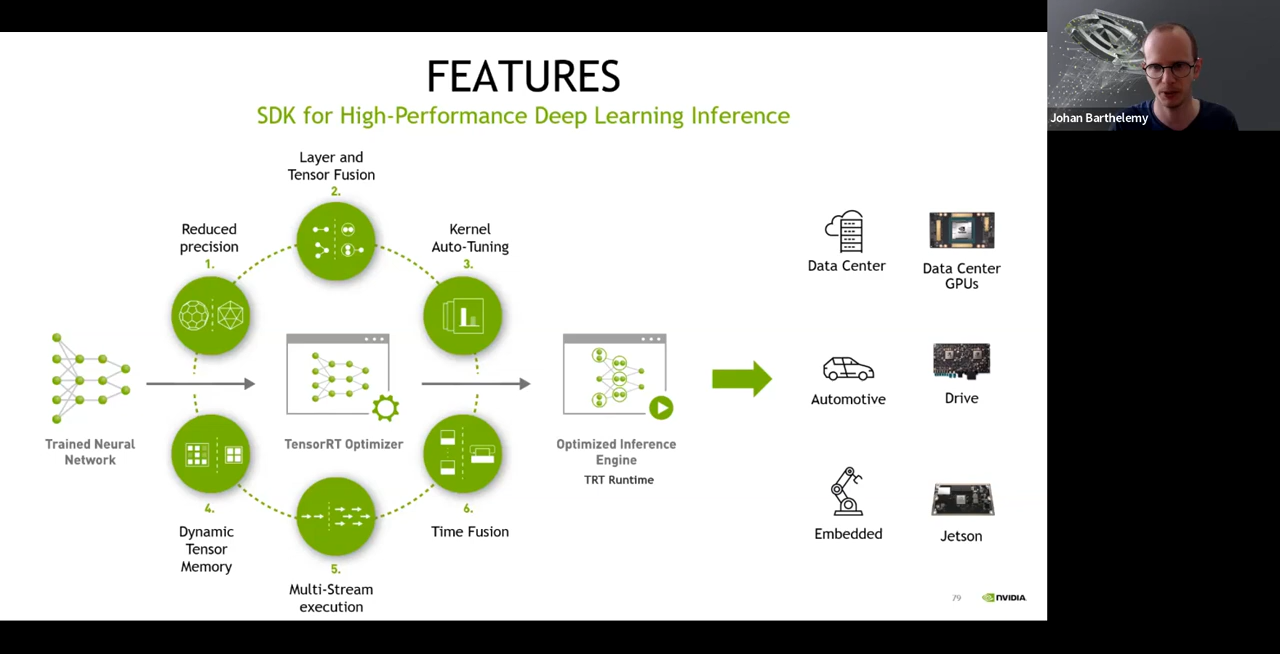 FEATURES
SDK for High-Performance Deep Learning Inference
Johan Barthelemy
Layer and
Tensor Fusion
2.
Reduced
precision
1.
Kernel
Auto-Tuning
3.
Trained Neural
Network
TensorRT Optimizer
Optimized Inference
Engine
TRT Runtime
4.
Dynamic
Tensor
Memory
5.
Multi-Stream
execution
6.
Time Fusion
Data Center
Data Center
GPUs
Automotive
Drive
Embedded
Jetson
79
NVIDIA